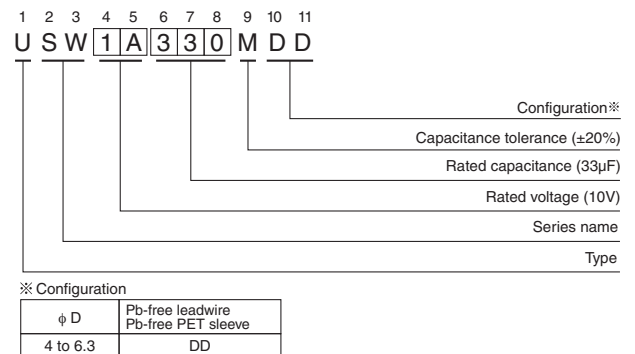 1 2 3 4 5 6 7 8 9 10 11
U S W 1 A 3 3 0 M D D
Configuration※
Capacitance tolerance (±20%)
Rated capacitance (33µF)
Rated voltage (10V)
Series name
Type
※ Configuration
ϕ D
Pb-free leadwire
Pb-free PET sleeve
4 to 6.3
DD